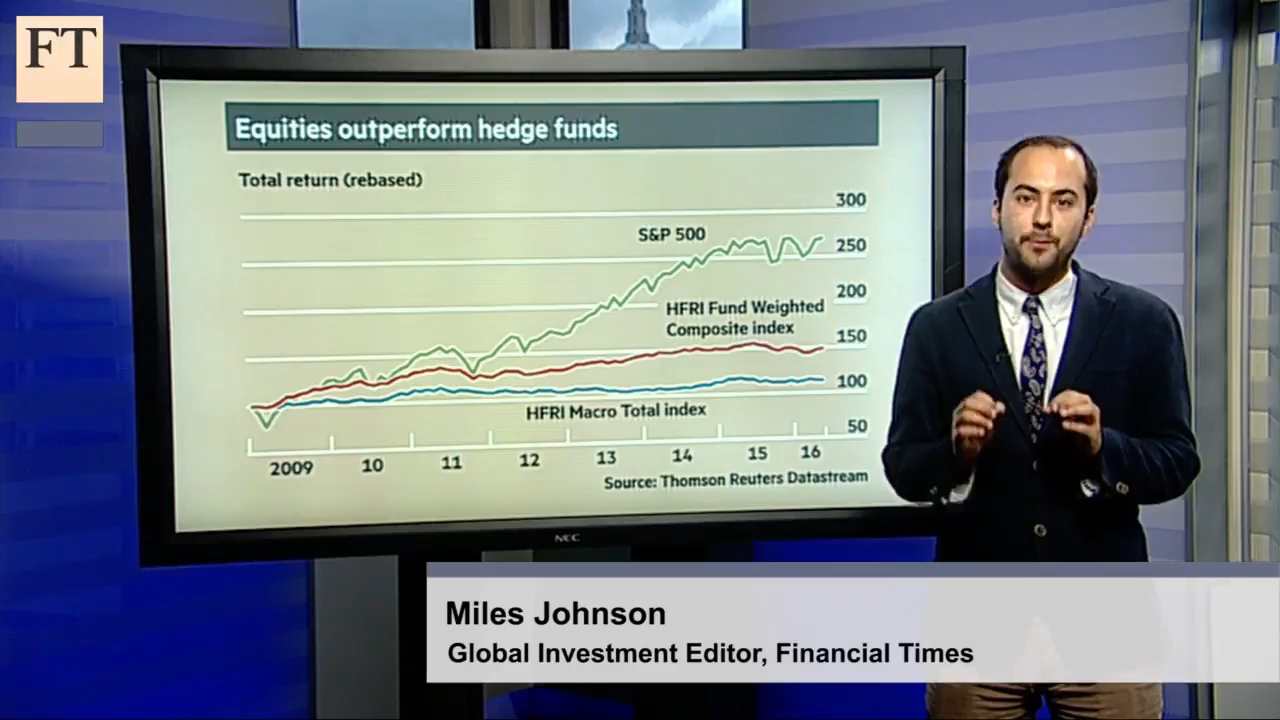 FT
Equities outperform hedge funds
Total return (rebased)
300
S&P 500
250
200
HFRI Fund Weighted
Composite index
150
100
HFRI Macro Total index
50
2009 10 11 12 13 14 15 16
Source: Thomson Reuters Datastream
NEC
Miles Johnson
Global Investment Editor, Financial Times